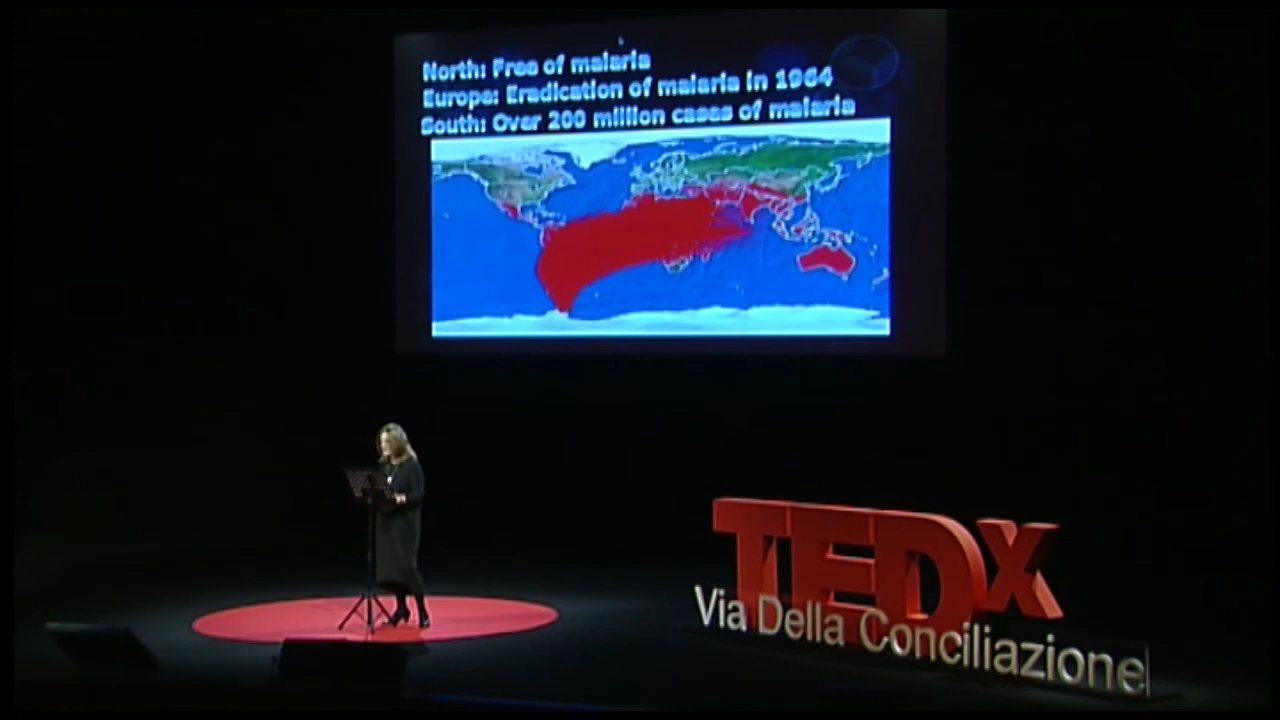 North: Free of malaria
Europe: Eradication of malaria in 1964
South: Over 200 million cases of malaria
TEDx
Via Della Conciliazione